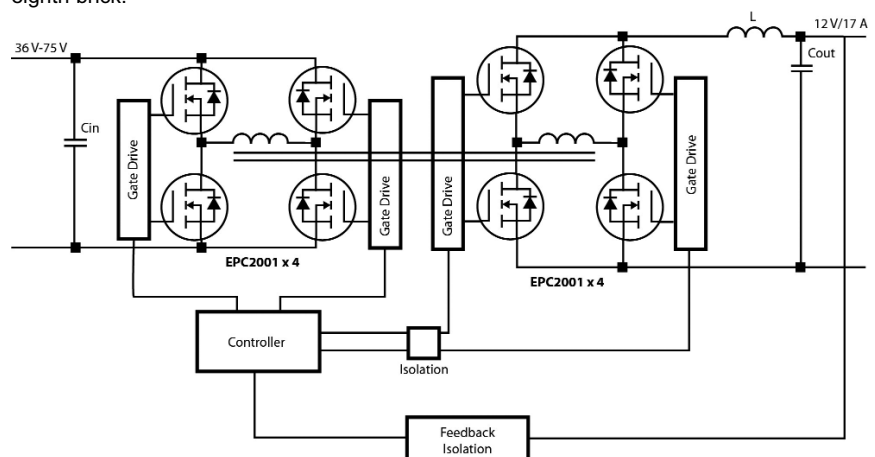 eighth brick.
36 V-75 V
L
12 V/17 A
Cout
Cin
Gate Drive
Gate Drive
Gate Drive
Gate Drive
EPC2001 x 4
EPC2001 x 4
Controller
Isolation
Feedback
Isolation